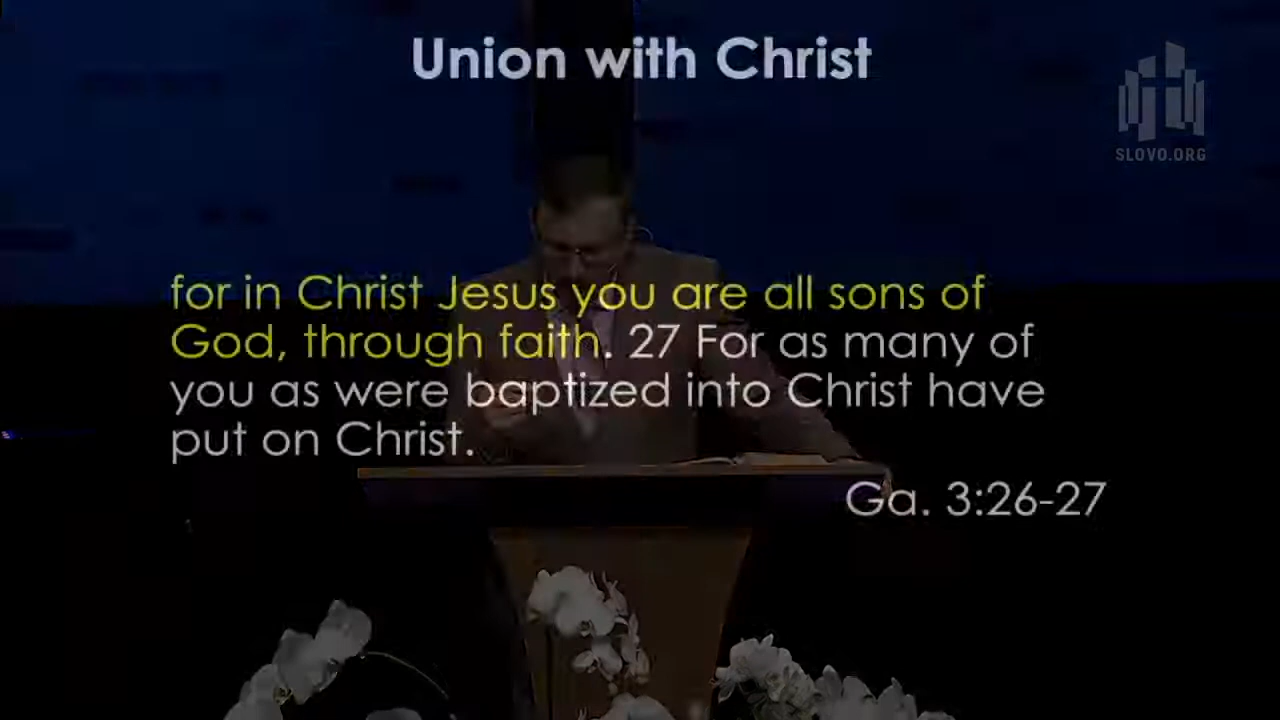 Union with Christ
SLOVO.ORG
for in Christ Jesus you are all sons of
God, through faith. 27 For as many of
you as were baptized into Christ have
put on Christ.
Ga. 3:26-27